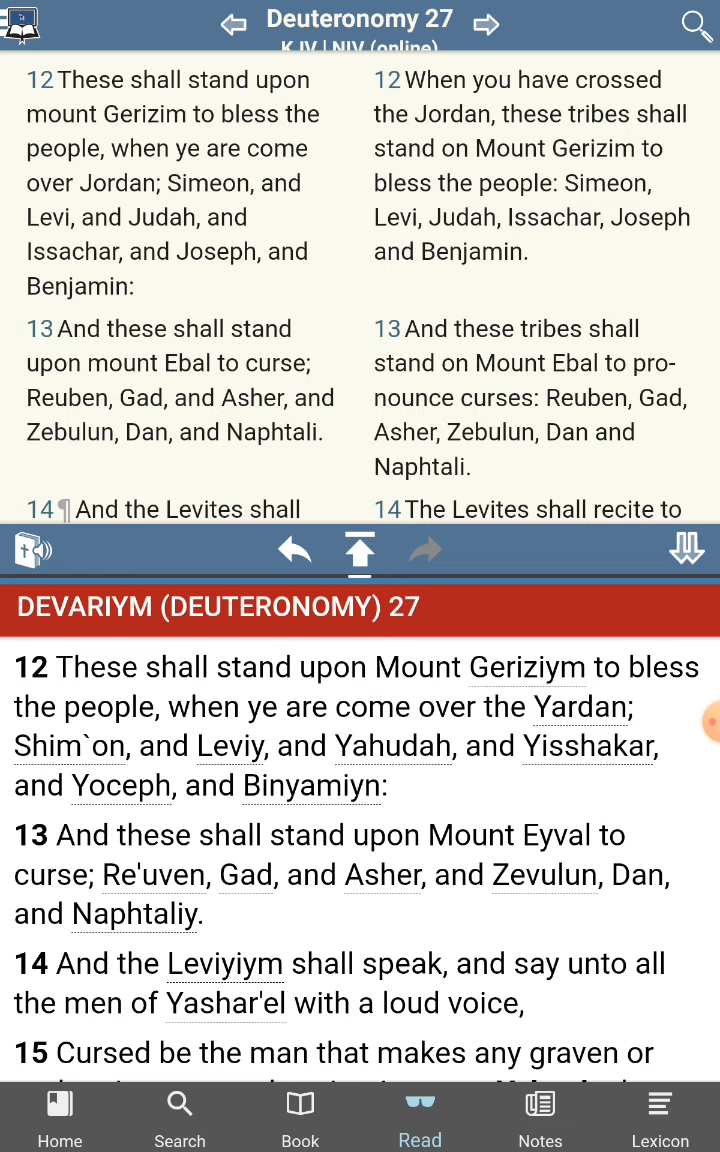 Deuteronomy 27
KJV | NIV (online)
12 These shall stand upon
mount Gerizim to bless the
people, when ye are come
over Jordan; Simeon, and
Levi, and Judah, and
Issachar, and Joseph, and
Benjamin:
13 And these shall stand
upon mount Ebal to curse;
Reuben, Gad, and Asher, and
Zebulun, Dan, and Naphtali.
14 ¶ And the Levites shall
12 When you have crossed
the Jordan, these tribes shall
stand on Mount Gerizim to
bless the people: Simeon,
Levi, Judah, Issachar, Joseph
and Benjamin.
13 And these tribes shall
stand on Mount Ebal to pro-
nounce curses: Reuben, Gad,
Asher, Zebulun, Dan and
Naphtali.
14 The Levites shall recite to
DEVARIYM (DEUTERONOMY) 27
12 These shall stand upon Mount Geriziym to bless
the people, when ye are come over the Yardan;
Shim`on, and Leviy, and Yahudah, and Yisshakar,
and Yoceph, and Binyamiyn:
13 And these shall stand upon Mount Eyval to
curse; Re'uven, Gad, and Asher, and Zevulun, Dan,
and Naphtaliy.
14 And the Leviyiym shall speak, and say unto all
the men of Yashar'el with a loud voice,
15 Cursed be the man that makes any graven or
Home
Search
Book
Read
Notes
Lexicon